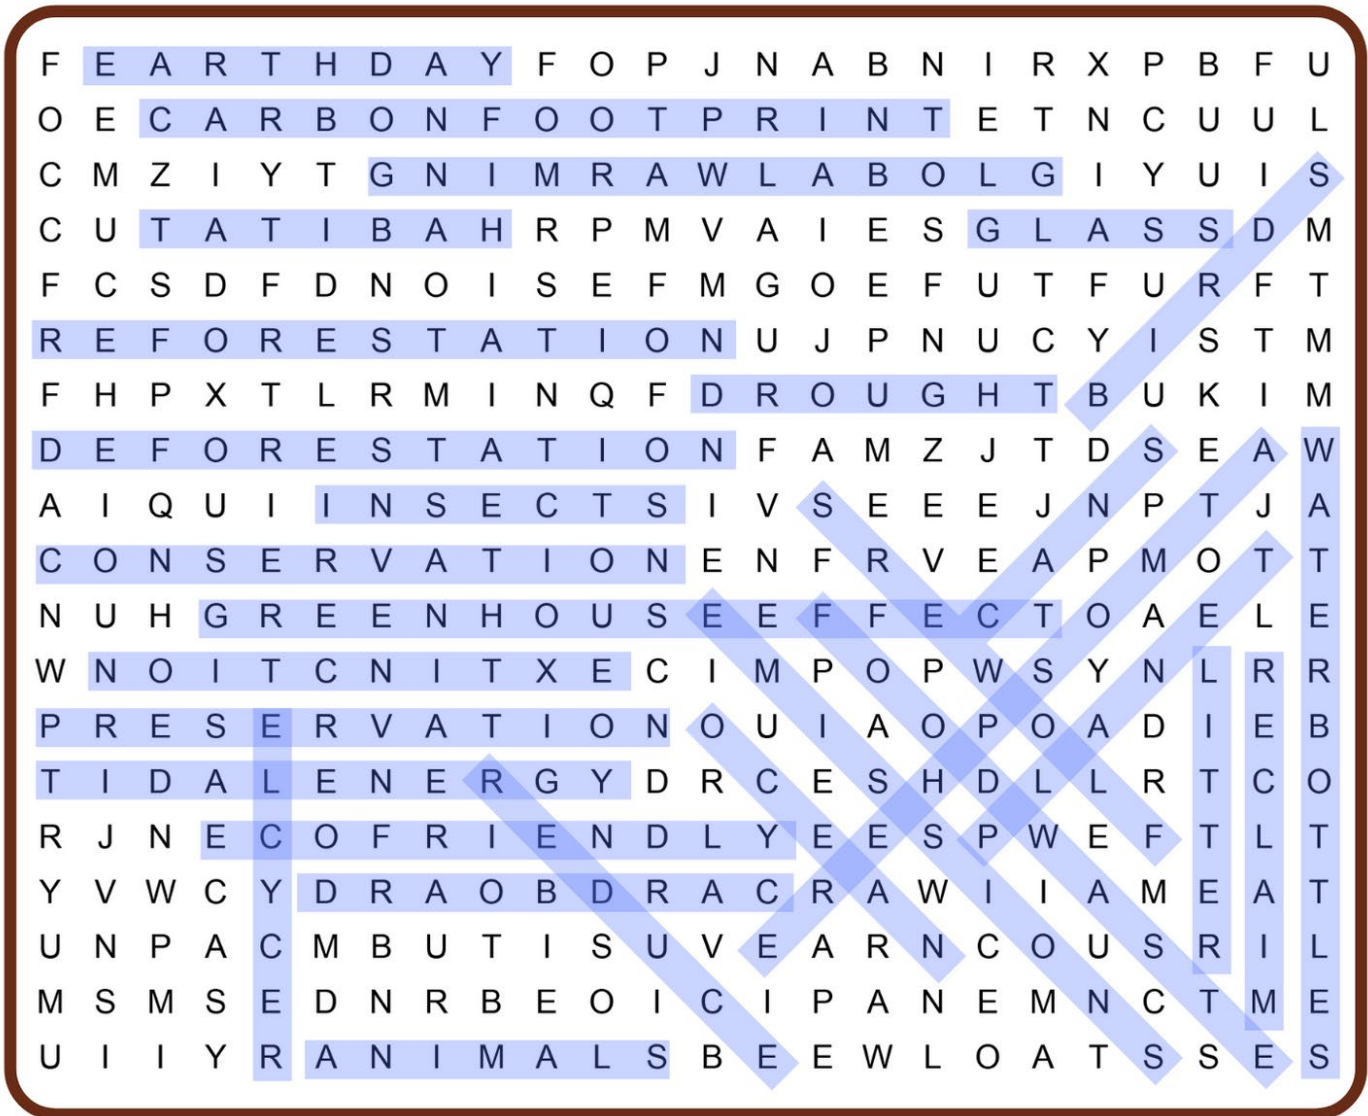 F E A R T H D A Y F O P J N A B N I R X P B F U
O E C A R B O N F O O T P R I N T E T N C U U L
C M Z I Y T G N I M R A W L A B O L G I Y U I S
C U T A T I B A H R P M V A I E S G L A S S D M
F C S D F D N O I S E F M G O E F U T F U R F T
R E F O R E S T A T I O N U J P N U C Y I S T M
F H P X T L R M I N Q F D R O U G H T B U K I M
D E F O R E S T A T I O N F A M Z J T D S E A W
A I Q U I I N S E C T S I V S E E E J N P T J A
C O N S E R V A T I O N E N F R V E A P M O T T
N U H G R E E N H O U S E E F F E C T O A E L E
W N O I T C N I T X E C I M P O P W S Y N L R R
P R E S E R V A T I O N O U I A O P O A D I E B
T I D A L E N E R G Y D R C E S H D L L R T C O
R J N E C O F R I E N D L Y E E S P W E F T L T
Y V W C Y D R A O B D R A C R A W I I A M E A T
U N P A C M B U T I S U V E A R N C O U S R I L
M S M S E D N R B E O I C I P A N E M N C T M E
U I I Y R A N I M A L S B E E W L O A T S S E S